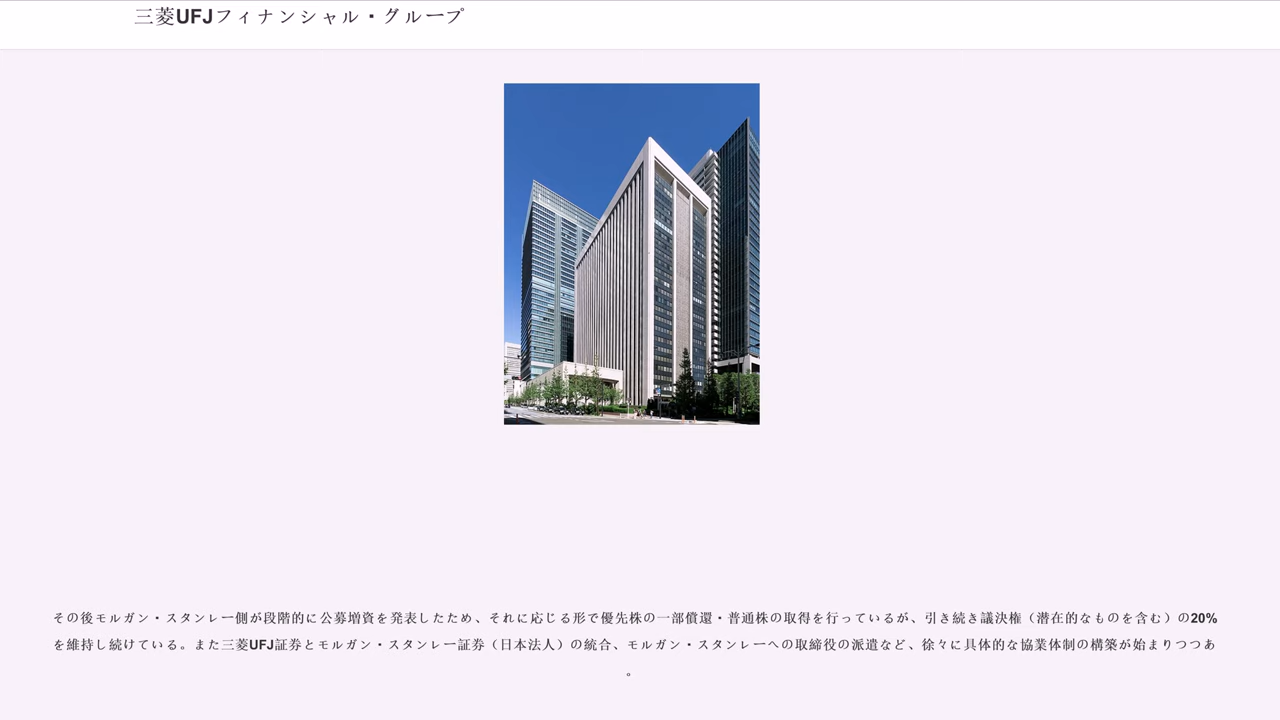 三菱UFJフィナンシャル・グループ
その後モルガン・スタンレー側が段階的に公募増資を発表したため、それに応じる形で優先株の一部償還・普通株の取得を行っているが、引き続き議決権（潜在的なものを含む）の20%
を維持し続けている。また三菱UFJ証券とモルガン・スタンレー証券（日本法人）の統合、モルガン・スタンレーへの取締役の派遣など、徐々に具体的な協業体制の構築が始まりつつあ
。